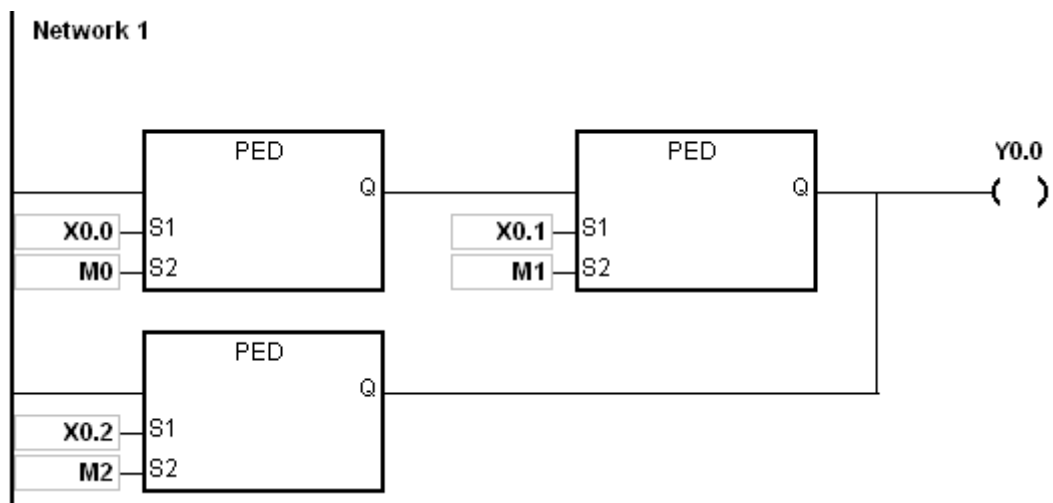 Network 1
PED
Q
X0.0 S1
M0 S2
PED
Q
X0.1 S1
M1 S2
Y0.0
PED
Q
X0.2 S1
M2 S2